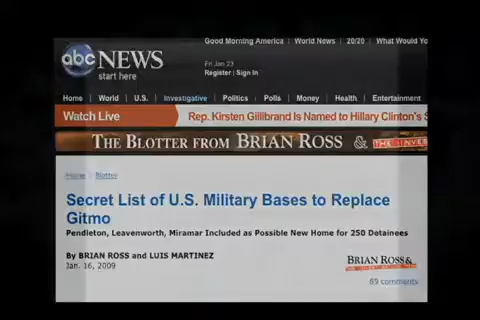 Good Morning America | World News | 20/20 | What Would Yo
abc NEWS
start here
Fri Jan 23
Register | Sign In
Home | World | U.S. | Investigative | Politics | Polls | Money | Health | Entertainment
Watch Live
Rep. Kirsten Gillibrand Is Named to Hillary Clinton's S
THE BLOTTER FROM BRIAN ROSS & THE INVES
Home Blotter
Secret List of U.S. Military Bases to Replace
Gitmo
Pendleton, Leavenworth, Miramar Included as Possible New Home for 250 Detainees
By BRIAN ROSS and LUIS MARTINEZ
Jan. 16, 2009
BRIAN ROSS &
69 comments